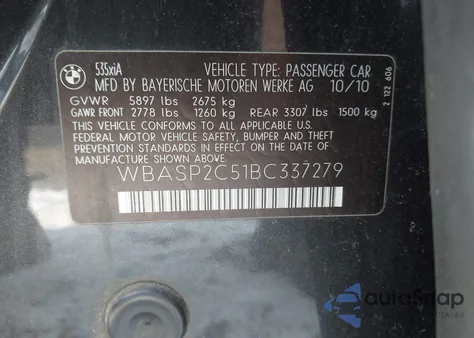 535xiA
VEHICLE TYPE: PASSENGER CAR
MFD BY BAYERISCHE MOTOREN WERKE AG 10/10
GVWR 5897 lbs 2675 kg
GAWR FRONT 2778 lbs 1260 kg REAR 3307 lbs 1500 kg
THIS VEHICLE CONFORMS TO ALL APPLICABLE U.S.
FEDERAL MOTOR VEHICLE SAFETY, BUMPER, AND
THEFT PREVENTION STANDARDS IN EFFECT ON THE
DATE OF MANUFACTURE SHOWN ABOVE.
WBASP2C51BC337279
2 122 606
autoSnap